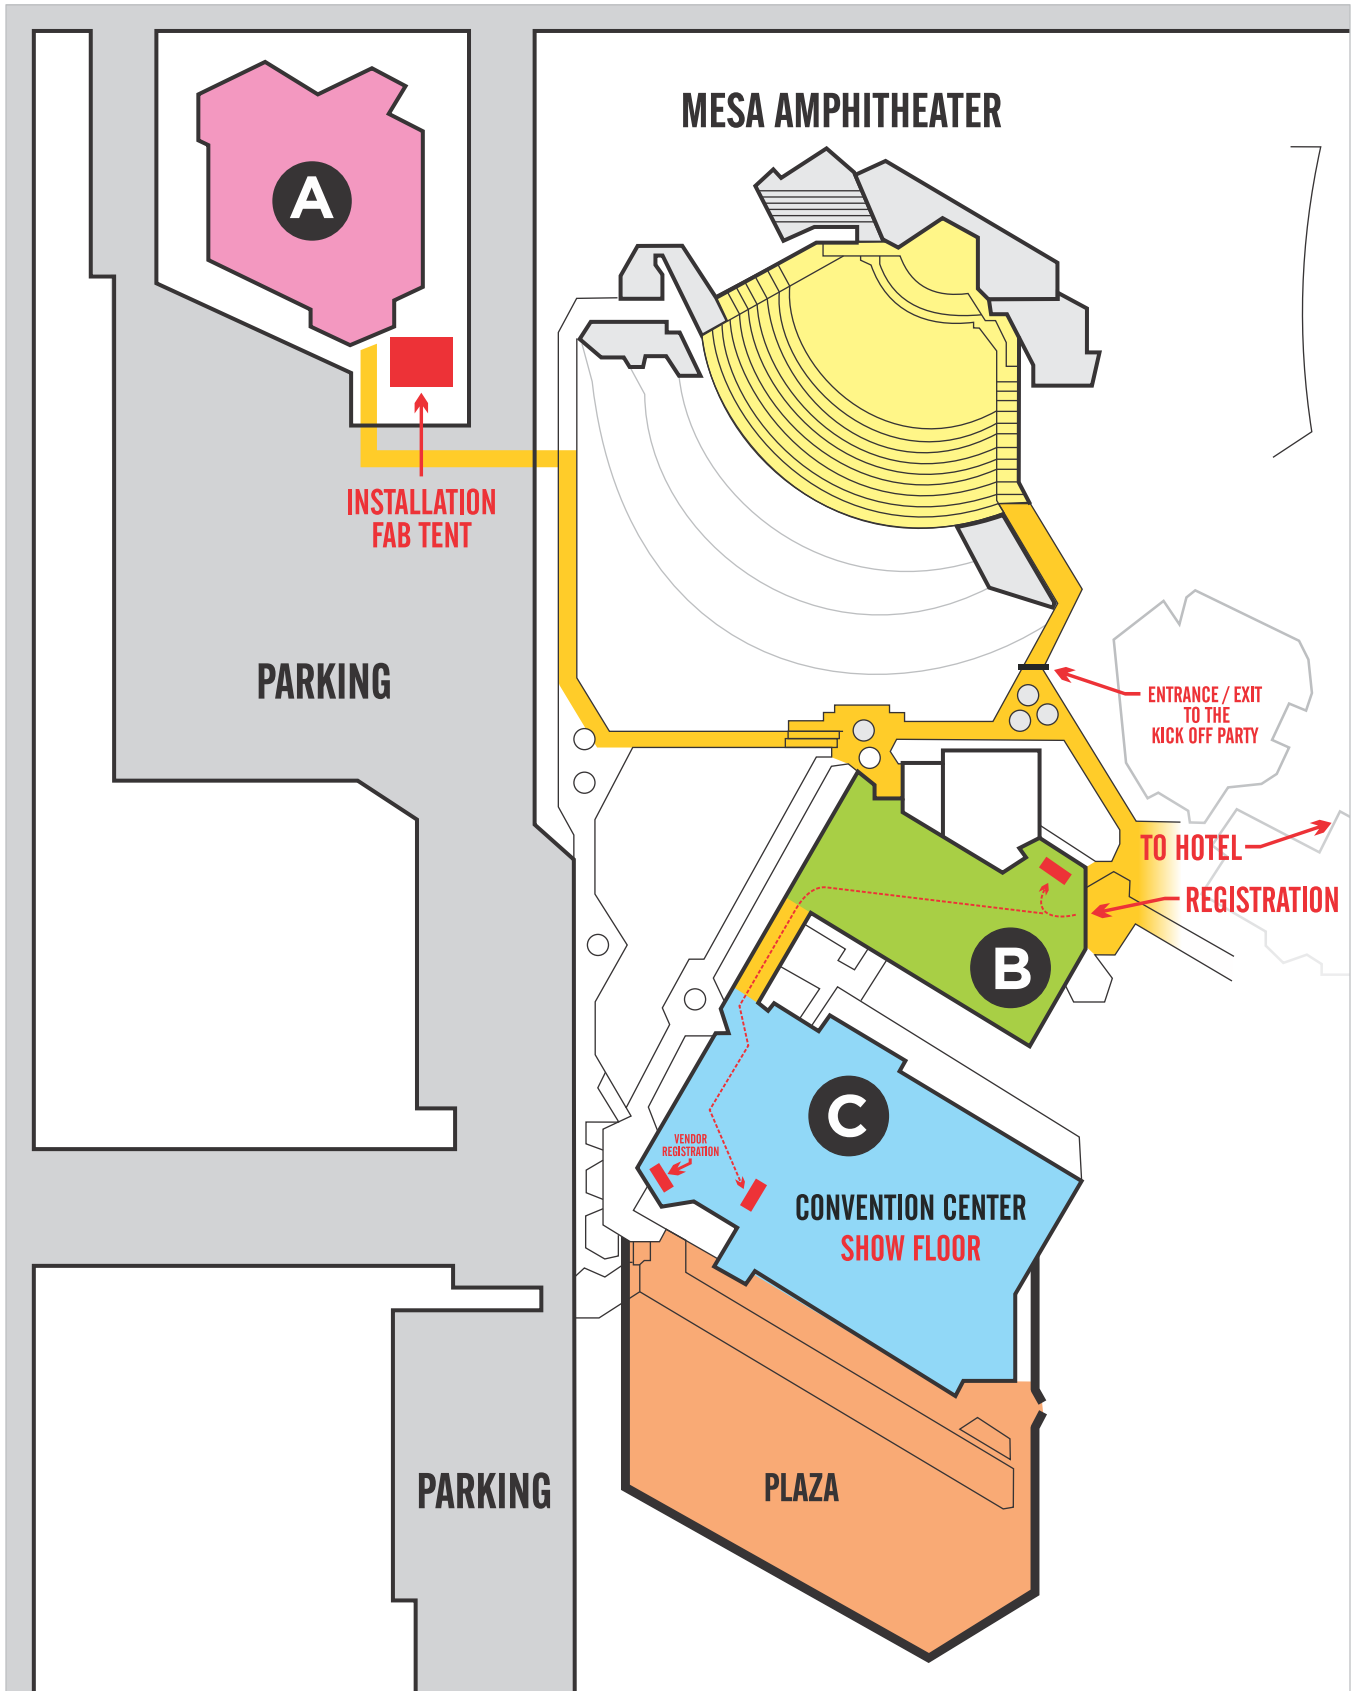 MESA AMPHITHEATER
A
INSTALLATION
FAB TENT
PARKING
ENTRANCE / EXIT
TO THE
KICK OFF PARTY
TO HOTEL
REGISTRATION
B
C
VENDOR
REGISTRATION
CONVENTION CENTER
SHOW FLOOR
PARKING
PLAZA